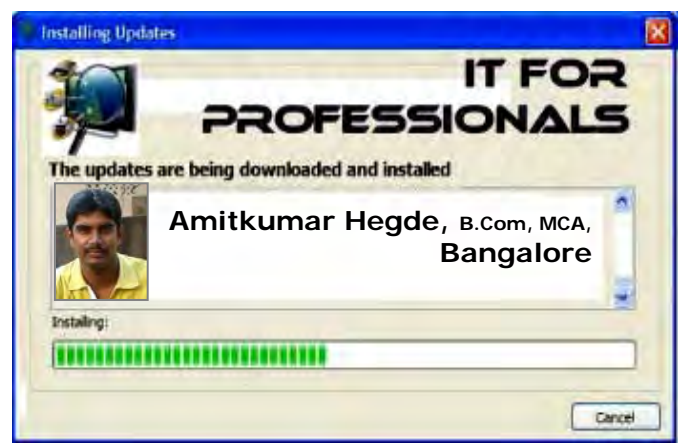 Installing Updates
IT FOR
PROFESSIONALS
The updates are being downloaded and installed
Amitkumar Hegde, B.Com, MCA,
Bangalore
Installing:
Cancel